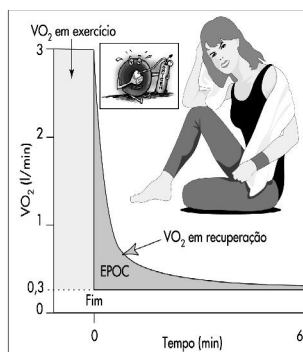 VO₂ em exercício
3
2
VO₂ (l/min)
1
VO₂ em recuperação
EPOC
0,3
0
Fim
0
Tempo (min)
6